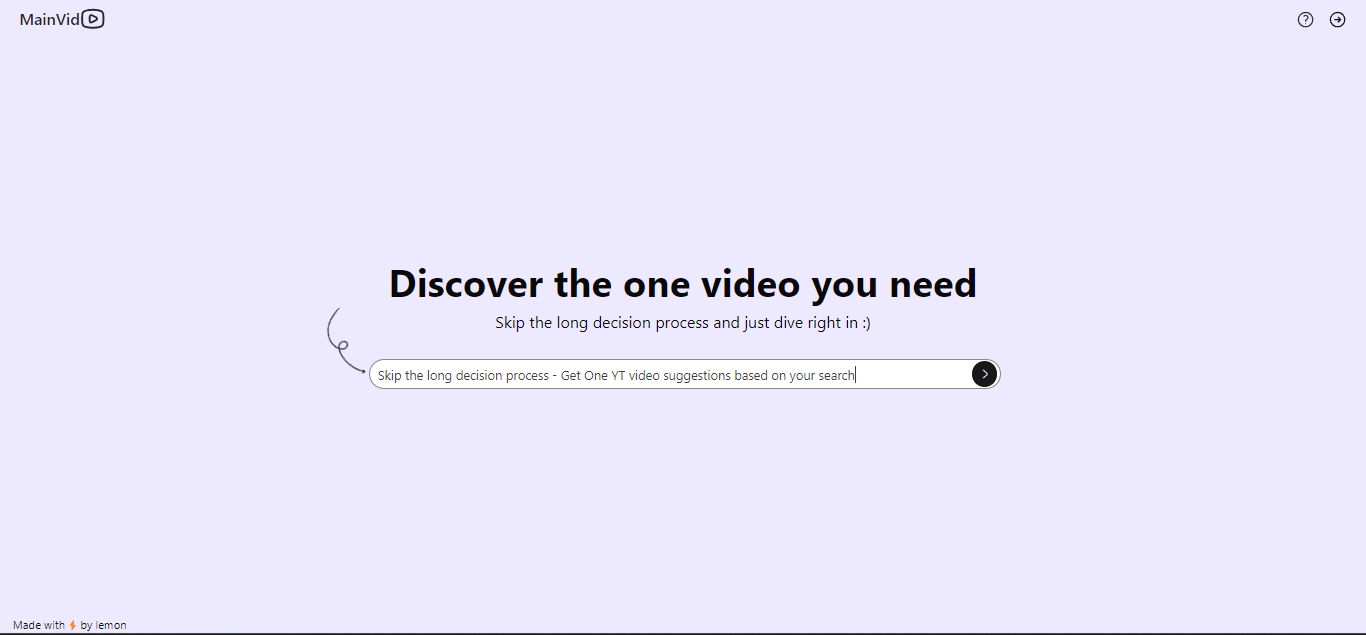 MainVid
Discover the one video you need
Skip the long decision process and just dive right in :)
Skip the long decision process - Get One YT video suggestions based on your search
Made with ⚡ by lemon